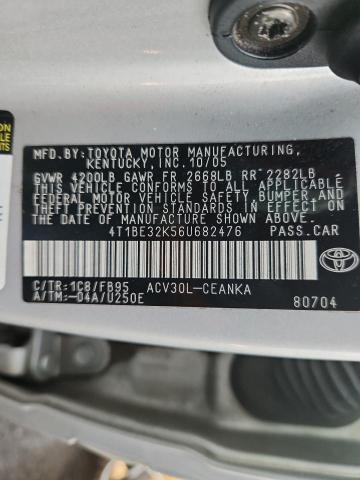 MFD.BY:TOYOTA MOTOR MANUFACTURING,
KENTUCKY, INC. 10/05
GVWR 4200LB GAWR FR 2668LB RR 2282LB
THIS VEHICLE CONFORMS TO ALL APPLICABLE
FEDERAL MOTOR VEHICLE SAFETY, BUMPER, AND
THEFT PREVENTION STANDARDS IN EFFECT ON
THE DATE OF MANUFACTURE SHOWN ABOVE.
4T1BE32K56U682476 PASS.CAR
C/TR:1C8/FB95 ACV30L-CEANKA
A/TM:-04A/U250E
TOYOTA
80704